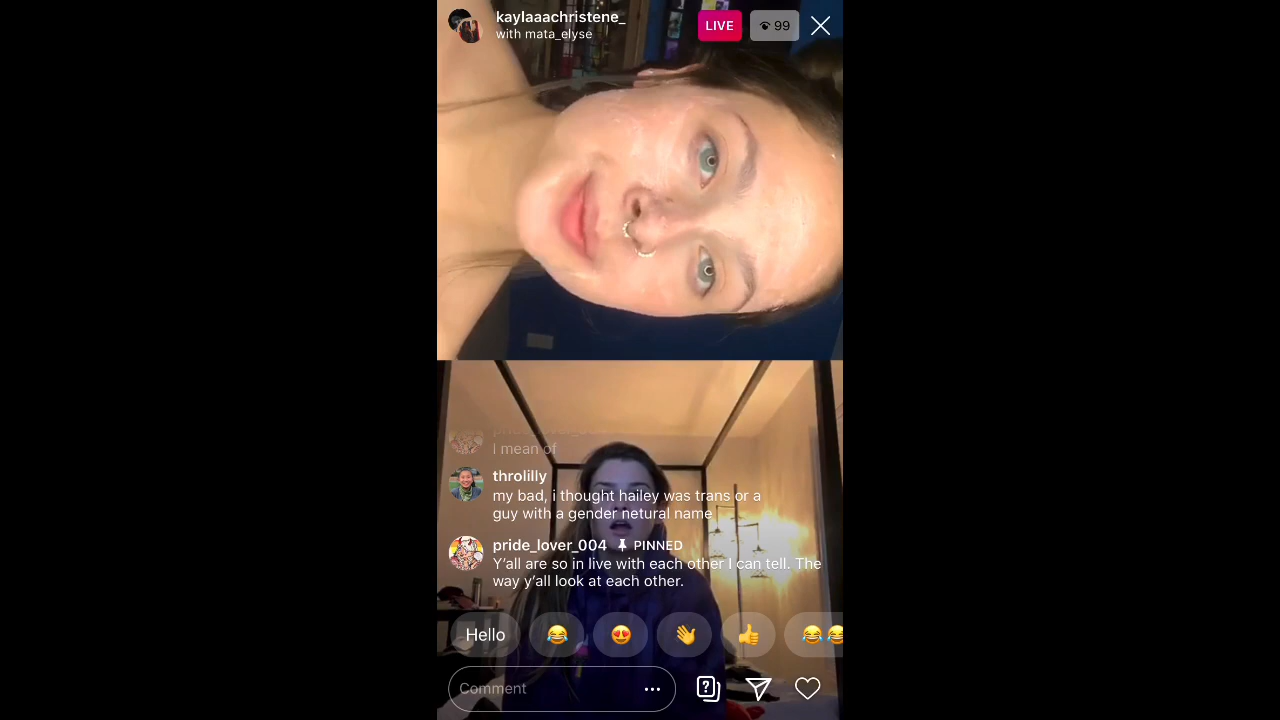 kaylaaachristene_
with mata_elyse
LIVE
99
I mean of
throlilly
my bad, i thought hailey was trans or a
guy with a gender netural name
pride_lover_004 PINNED
Y'all are so in live with each other I can tell. The
way y'all look at each other.
Hello
Comment